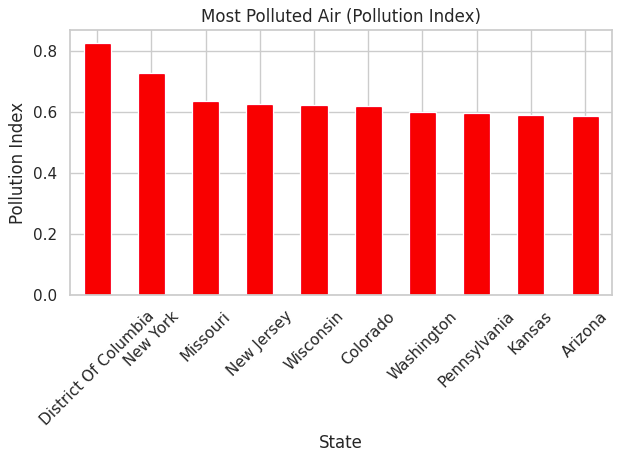 Most Polluted Air (Pollution Index)
Pollution Index
0.8
0.6
0.4
0.2
0.0
District Of Columbia
New York
Missouri
New Jersey
Wisconsin
Colorado
Washington
Pennsylvania
Kansas
Arizona
State